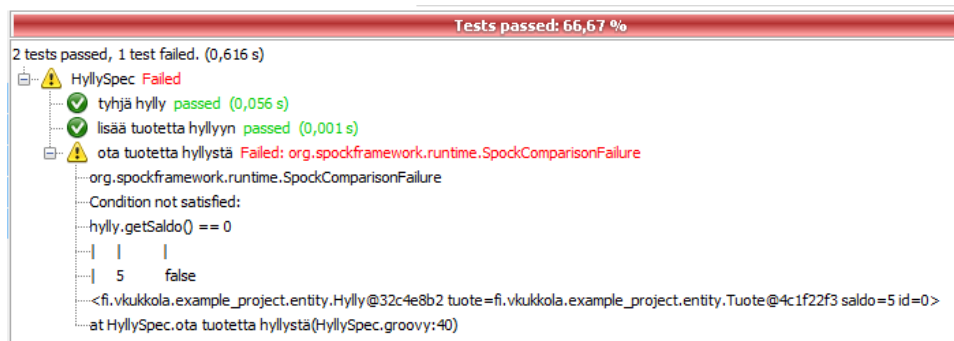 Tests passed: 66,67 %
2 tests passed, 1 test failed. (0,616 s)
HyllySpec Failed
tyhjä hylly passed (0,056 s)
lisää tuotetta hyllyyn passed (0,001 s)
ota tuotetta hyllystä Failed: org.spockframework.runtime.SpockComparisonFailure
org.spockframework.runtime.SpockComparisonFailure
Condition not satisfied:
hylly.getSaldo() == 0
| | |
| 5 false
<fi.vkukkola.example_project.entity.Hylly@32c4e8b2 tuote=fi.vkukkola.example_project.entity.Tuote@4c1f22f3 saldo=5 id=0>
at HyllySpec.ota tuotetta hyllystä(HyllySpec.groovy:40)